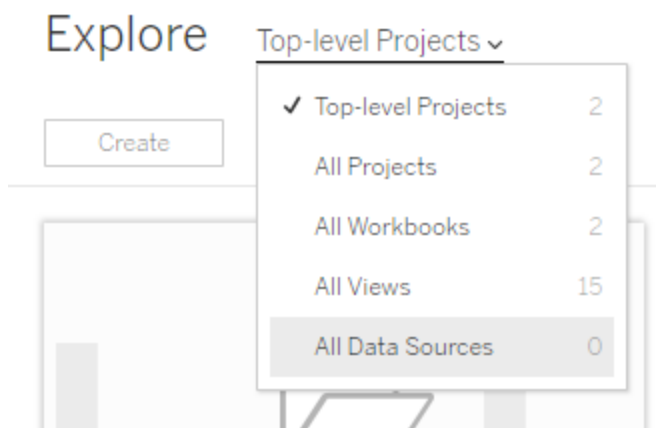 Explore Top-level Projects
Top-level Projects 2
Create
All Projects 2
All Workbooks 2
All Views 15
All Data Sources 0